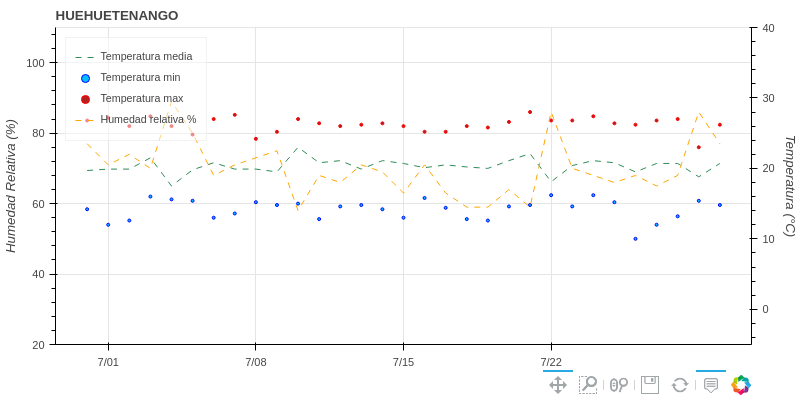 HUEHUETENANGO
Temperatura media
Temperatura min
Temperatura max
Humedad relativa %
Humedad Relativa (%)
100
80
60
40
20
Temperatura (°C)
40
30
20
10
0
7/01
7/08
7/15
7/22